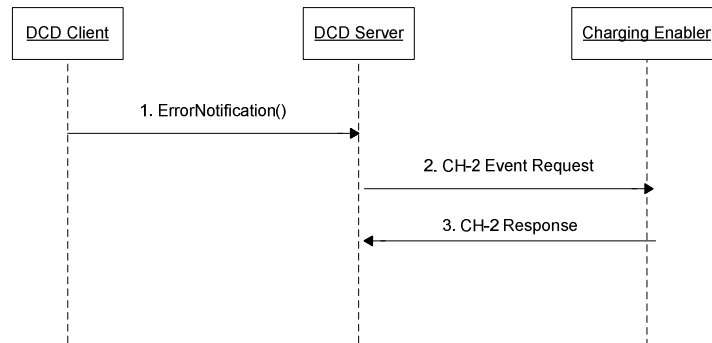 DCD Client
DCD Server
Charging Enabler
1. ErrorNotification()
2. CH-2 Event Request
3. CH-2 Response